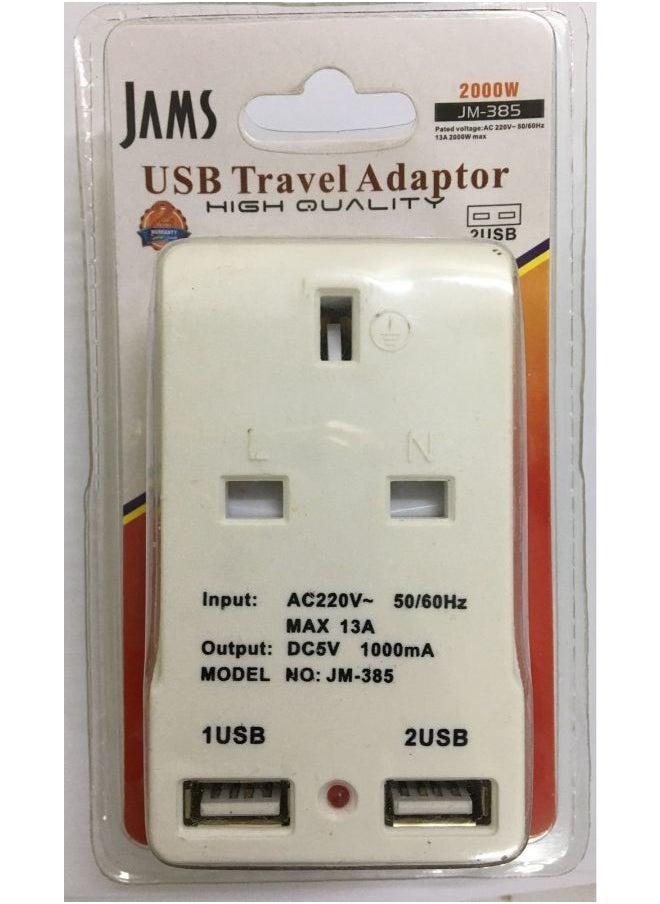 JAMS
2000W
JM-385
Pated voltage:AC 220V~ 50/60Hz
13A 2000W max
USB Travel Adaptor
HIGH QUALITY
WARRANTY
2USB
L N
Input: AC220V~ 50/60Hz
MAX 13A
Output: DC5V 1000mA
MODEL NO: JM-385
1USB 2USB